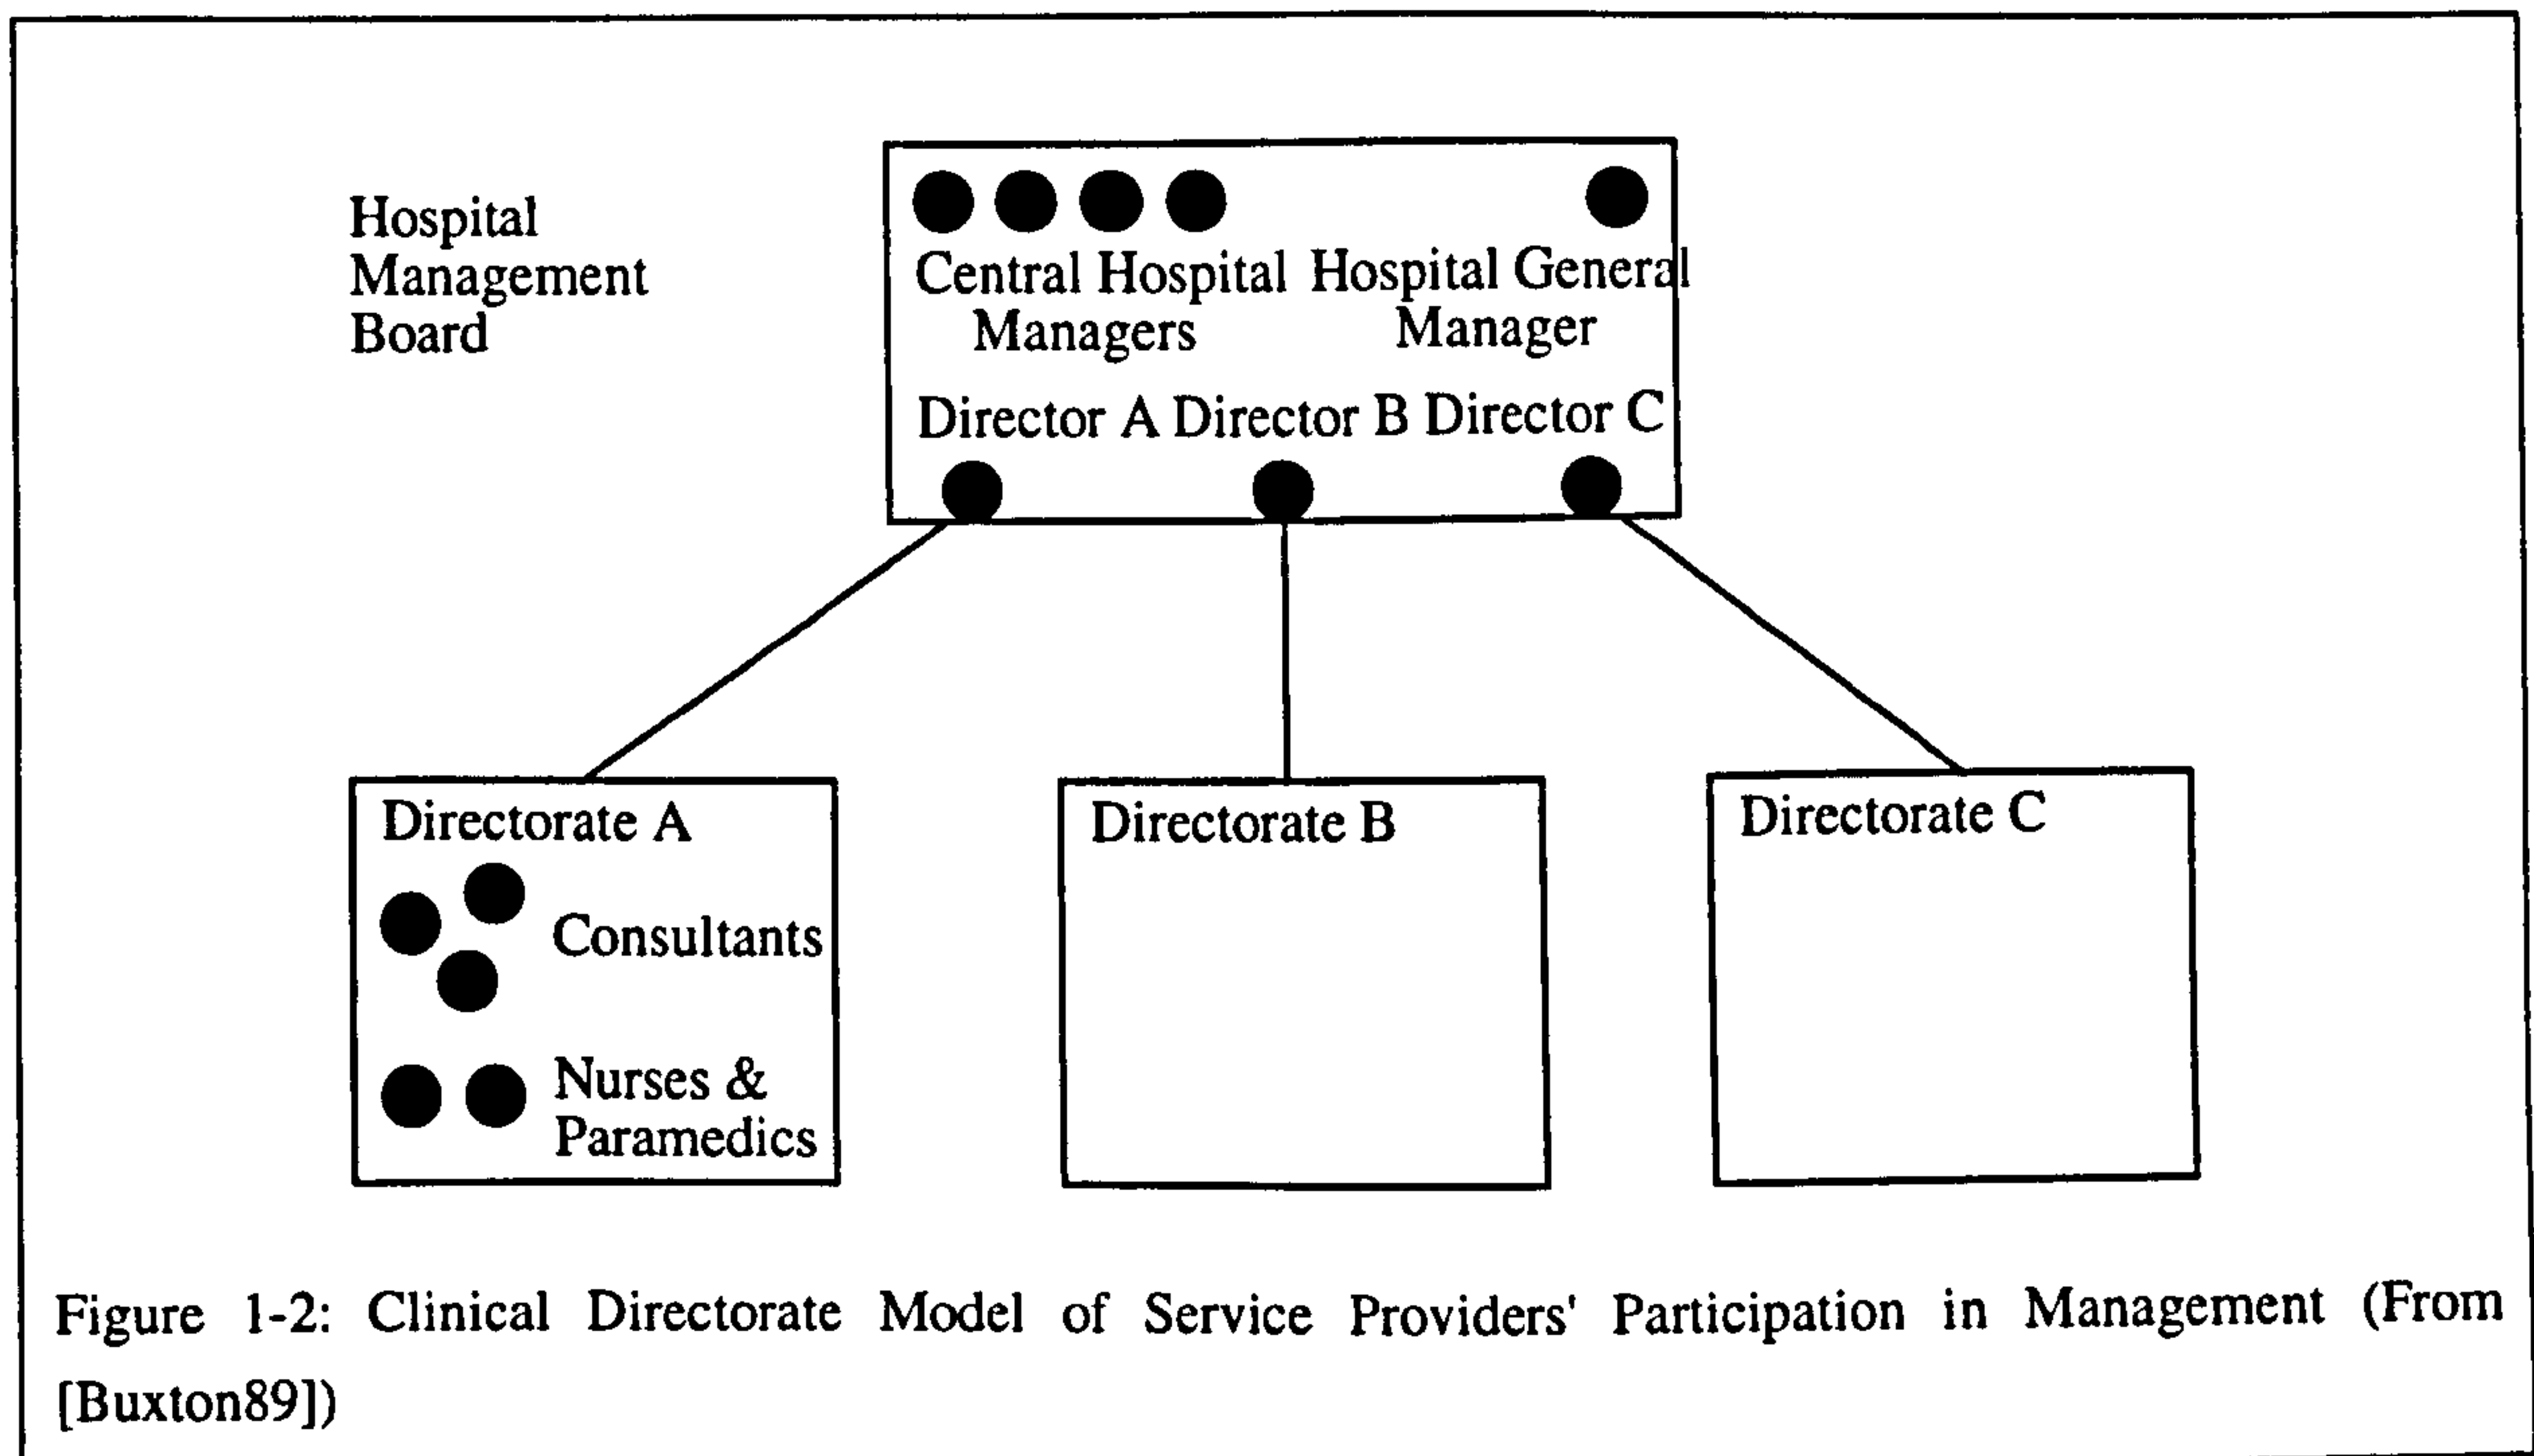 Hospital
Management
Board
Central Hospital
Managers
Hospital General
Manager
Director A Director B Director C
Directorate A
Consultants
Nurses &
Paramedics
Directorate B
Directorate C
Figure 1-2: Clinical Directorate Model of Service Providers' Participation in Management (From
[Buxton89])